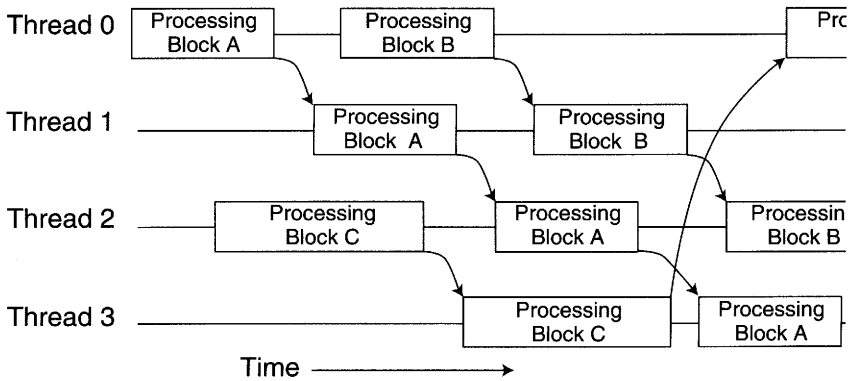 Thread 0
Processing
Block A
Processing
Block B
Thread 1
Processing
Block A
Processing
Block B
Thread 2
Processing
Block C
Processing
Block A
Block B
Thread 3
Processing
Block C
Processing
Block A
Time